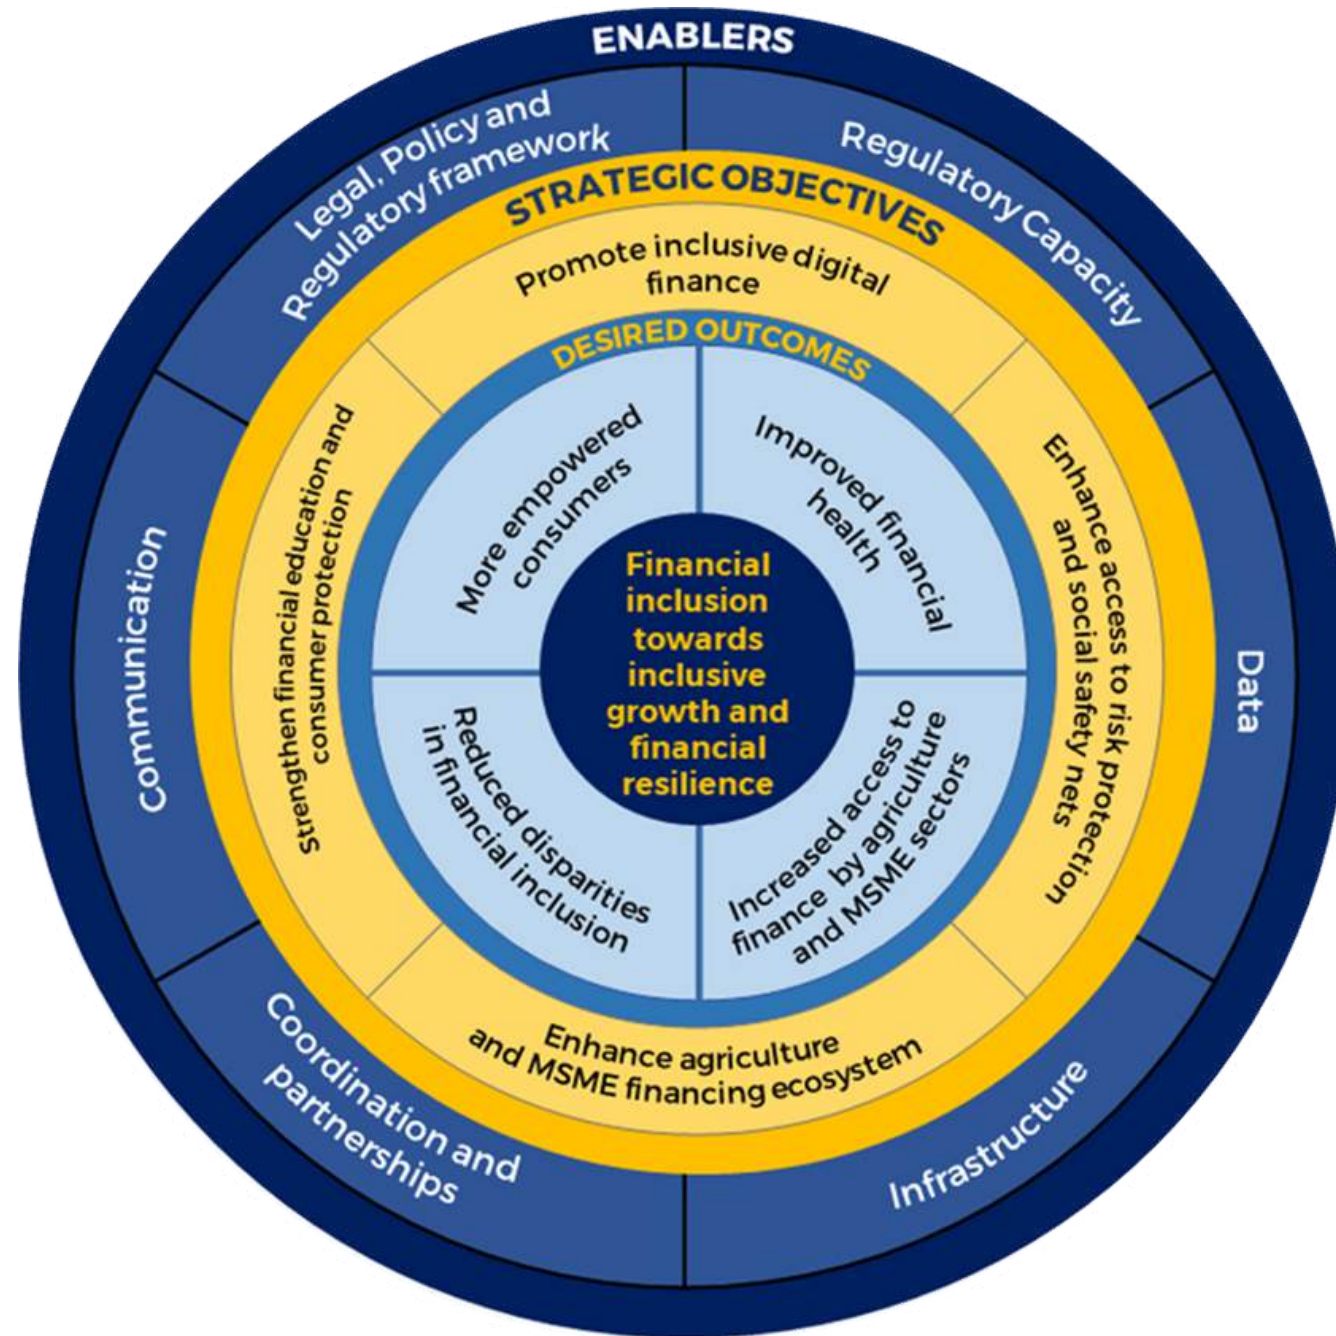 ENABLERS
Legal, Policy and
Regulatory framework
Regulatory Capacity
Data
Infrastructure
Coordination and
partnerships
Communication
STRATEGIC OBJECTIVES
Promote inclusive digital
finance
Enhance access to risk protection
and social safety nets
Enhance agriculture
and MSME financing ecosystem
Strengthen financial education and
consumer protection
DESIRED OUTCOMES
More empowered
consumers
Improved financial
health
Increased access to
finance by agriculture
and MSME sectors
Reduced disparities
in financial inclusion
Financial
inclusion
towards
inclusive
growth and
financial
resilience